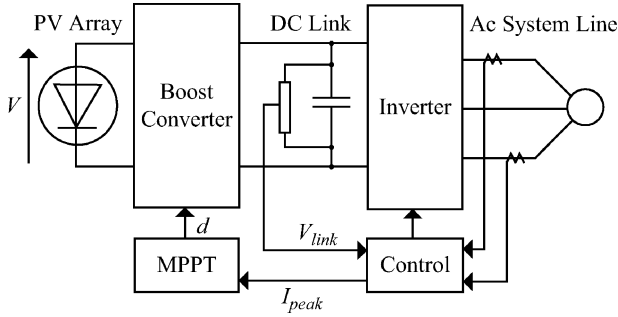 PV Array
DC Link
Ac System Line
V
Boost
Converter
Inverter
d
V_link
MPPT
Control
I_peak